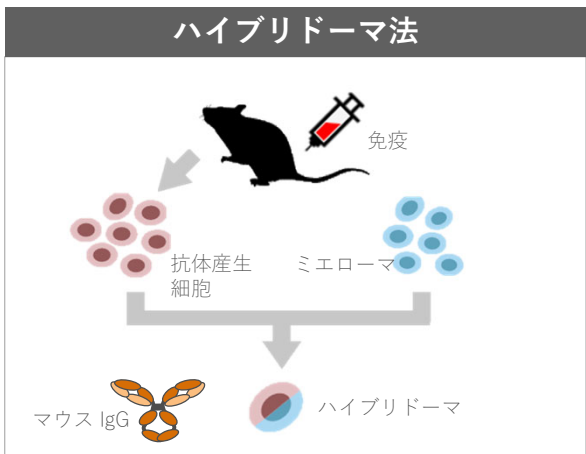 ハイブリドーマ法
免疫
抗体産生
細胞
ミエローマ
マウス IgG
ハイブリドーマ